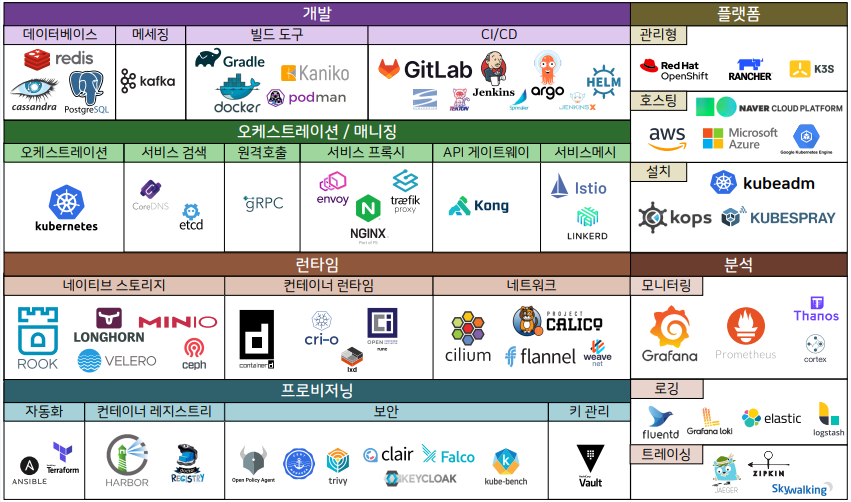 개발
데이터베이스
메세징
빌드 도구
CI/CD
redis
cassandra
PostgreSQL
kafka
Gradle
Kaniko
docker
podman
GitLab
Jenkins
argo
HELM
TEKTON
Spinnaker
JENKINS X
오케스트레이션 / 매니징
오케스트레이션
서비스 검색
원격호출
서비스 프록시
API 게이트웨이
서비스메시
kubernetes
CoreDNS
etcd
gRPC
envoy
træfik
proxy
NGINX
Part of F5
Kong
Istio
LINKERD
런타임
네이티브 스토리지
컨테이너 런타임
네트워크
ROOK
LONGHORN
MINIO
VELERO
ceph
d
containerd
cri-o
OPEN CONTAINER
runc
lxd
cilium
PROJECT
CALICO
flannel
weave
net
프로비저닝
자동화
컨테이너 레지스트리
보안
키 관리
ANSIBLE
Terraform
HARBOR
REGISTRY
Open Policy Agent
trivy
clair
Falco
KEYCLOAK
kube-bench
Vault
플랫폼
관리형
Red Hat
OpenShift
RANCHER
K3S
호스팅
NAVER CLOUD PLATFORM
aws
Microsoft
Azure
Google Kubernetes Engine
설치
kubeadm
kops
KUBESPRAY
분석
모니터링
Grafana
Prometheus
Thanos
cortex
로깅
fluentd
Grafana loki
elastic
logstash
트레이싱
JAEGER
ZIPKIN
Skywalking